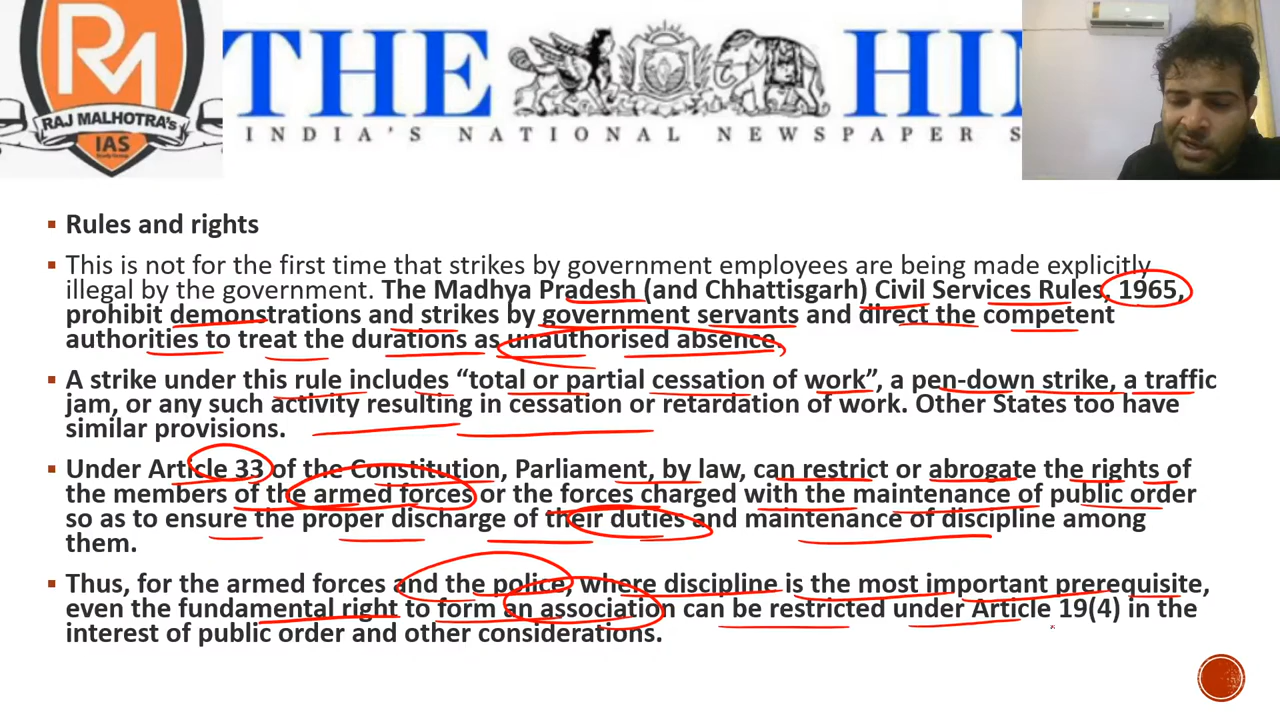 RM
RAJ MALHOTRA'S
IAS
THE HI
INDIA'S NATIONAL NEWSPAPER S
Rules and rights
This is not for the first time that strikes by government employees are being made explicitly
illegal by the government. The Madhya Pradesh (and Chhattisgarh) Civil Services Rules, 1965,
prohibit demonstrations and strikes by government servants and direct the competent
authorities to treat the durations as unauthorised absence.
A strike under this rule includes “total or partial cessation of work”, a pen-down strike, a traffic
jam, or any such activity resulting in cessation or retardation of work. Other States too have
similar provisions.
Under Article 33 of the Constitution, Parliament, by law, can restrict or abrogate the rights of
the members of the armed forces or the forces charged with the maintenance of public order
so as to ensure the proper discharge of their duties and maintenance of discipline among
them.
Thus, for the armed forces and the police, where discipline is the most important prerequisite,
even the fundamental right to form an association can be restricted under Article 19(4) in the
interest of public order and other considerations.